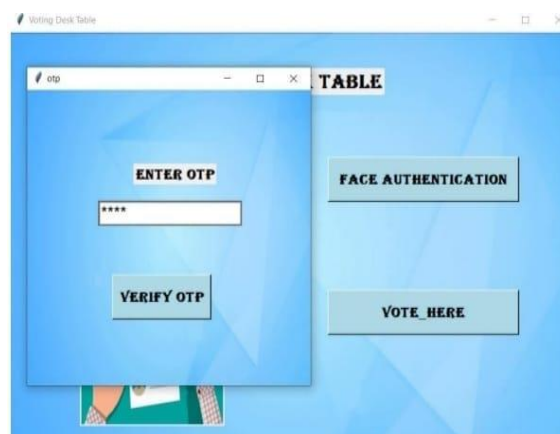 Voting Desk Table
otp
TABLE
ENTER OTP
****
FACE AUTHENTICATION
VERIFY OTP
VOTE_HERE